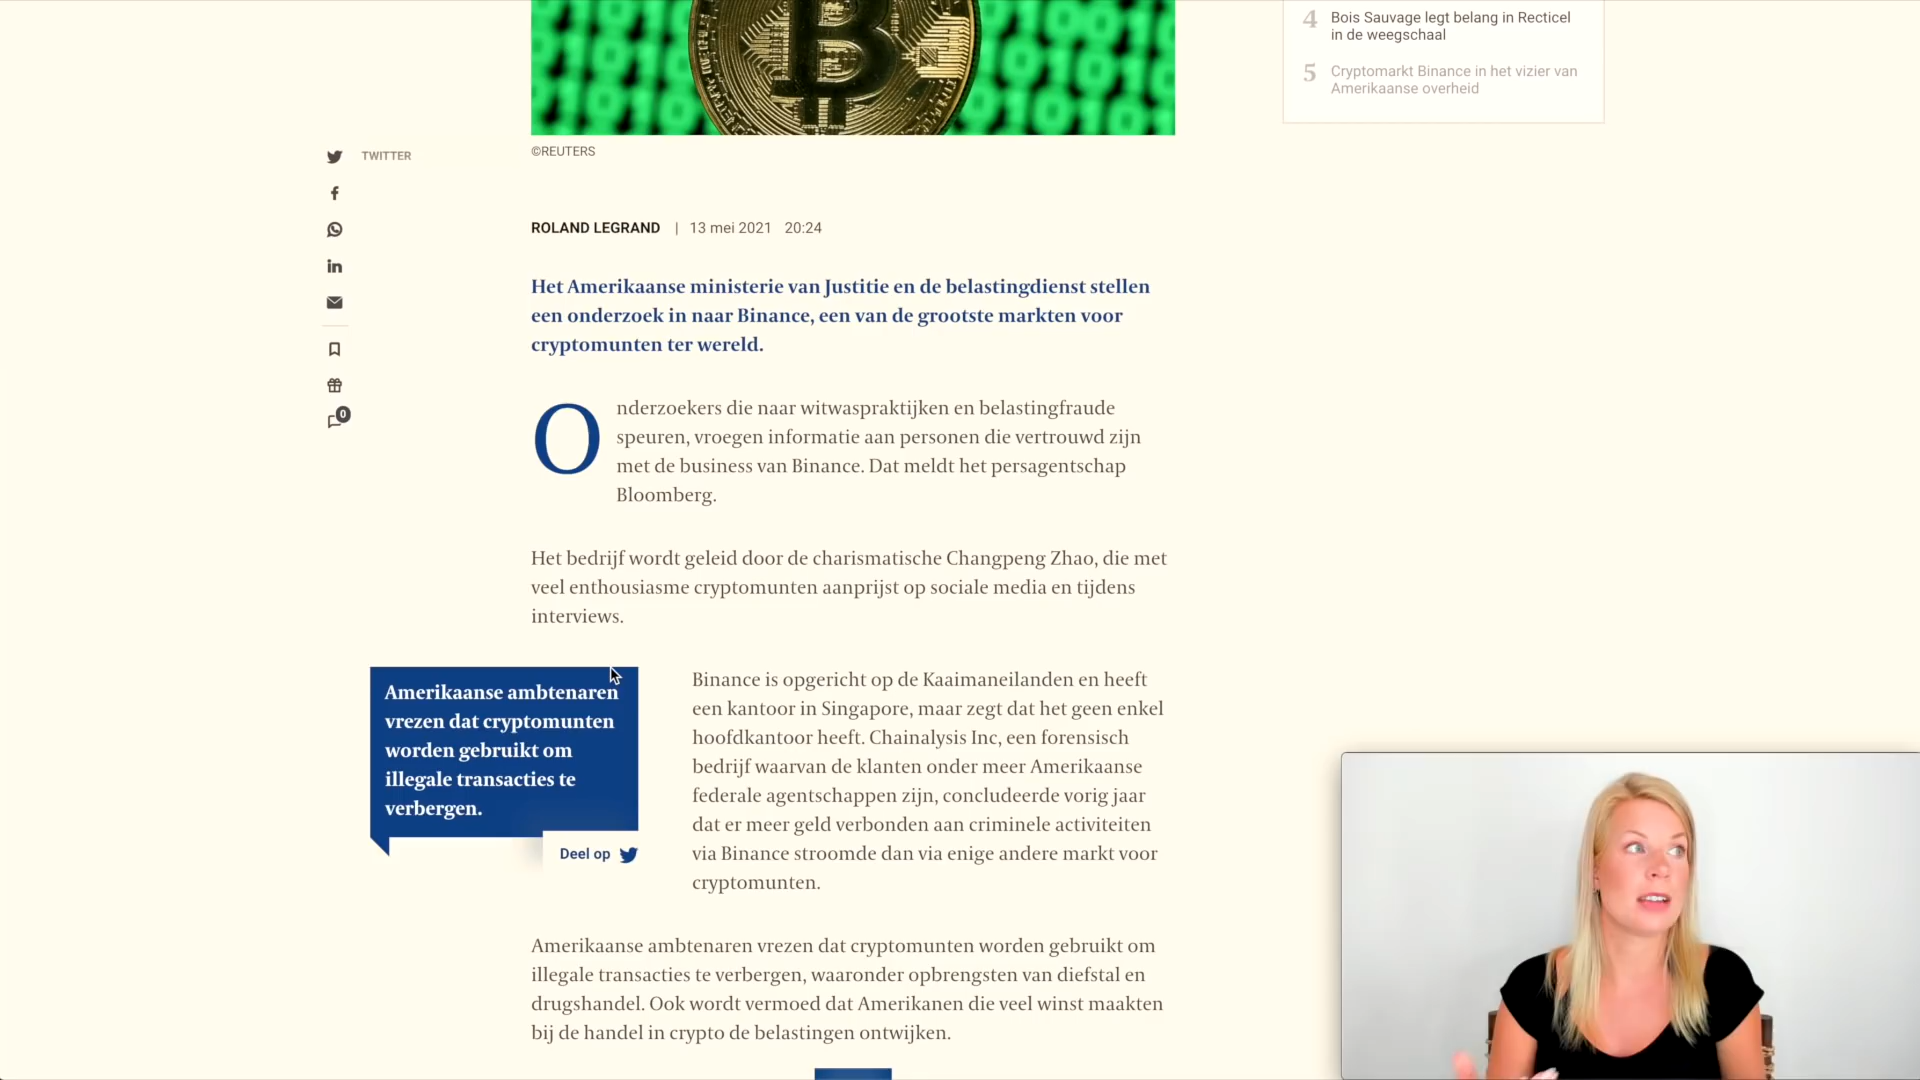 4 Bois Sauvage legt belang in Recticel
in de weegschaal
5 Cryptomarkt Binance in het vizier van
Amerikaanse overheid
©REUTERS
TWITTER
0
ROLAND LEGRAND | 13 mei 2021 20:24
Het Amerikaanse ministerie van Justitie en de belastingdienst stellen
een onderzoek in naar Binance, een van de grootste markten voor
cryptomunten ter wereld.
Onderzoekers die naar witwaspraktijken en belastingfraude
speuren, vroegen informatie aan personen die vertrouwd zijn
met de business van Binance. Dat meldt het persagentschap
Bloomberg.
Het bedrijf wordt geleid door de charismatische Changpeng Zhao, die met
veel enthousiasme cryptomunten aanprijst op sociale media en tijdens
interviews.
Amerikaanse ambtenaren
vrezen dat cryptomunten
worden gebruikt om
illegale transacties te
verbergen.
Deel op
Binance is opgericht op de Kaaimaneilanden en heeft
een kantoor in Singapore, maar zegt dat het geen enkel
hoofdkantoor heeft. Chainalysis Inc, een forensisch
bedrijf waarvan de klanten onder meer Amerikaanse
federale agentschappen zijn, concludeerde vorig jaar
dat er meer geld verbonden aan criminele activiteiten
via Binance stroomde dan via enige andere markt voor
cryptomunten.
Amerikaanse ambtenaren vrezen dat cryptomunten worden gebruikt om
illegale transacties te verbergen, waaronder opbrengsten van diefstal en
drugshandel. Ook wordt vermoed dat Amerikanen die veel winst maakten
bij de handel in crypto de belastingen ontwijken.